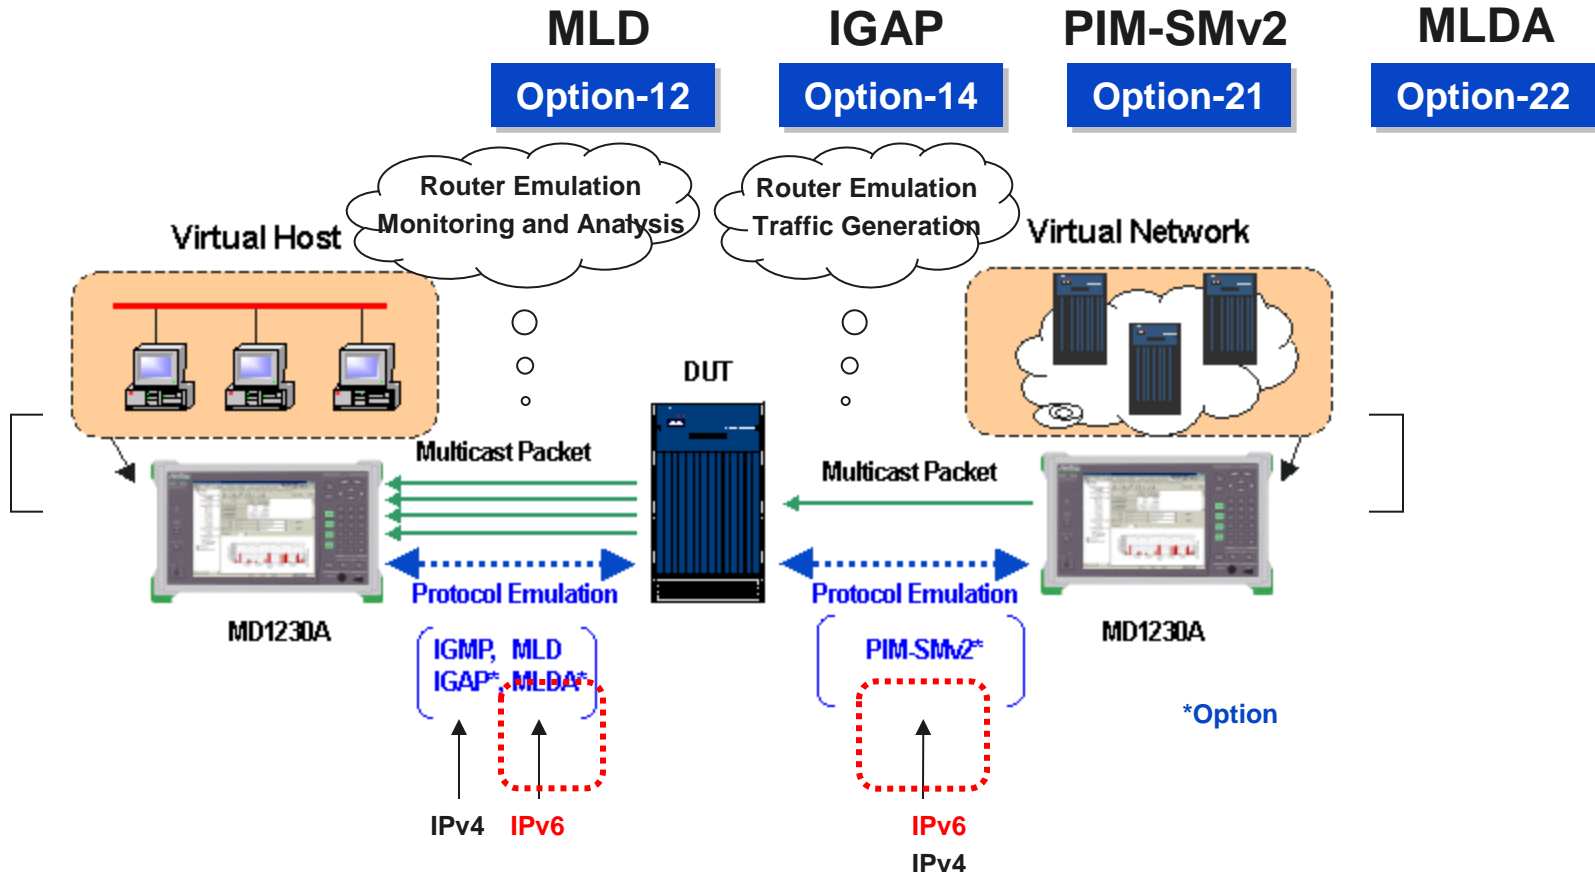 MLD IGAP PIM-SMv2 MLDA
Option-12 Option-14 Option-21 Option-22
Router Emulation
Monitoring and Analysis
Router Emulation
Traffic Generation
Virtual Host
Virtual Network
DUT
Multicast Packet
Multicast Packet
Protocol Emulation
Protocol Emulation
MD1230A
MD1230A
IGMP, MLD
IGAP*, MLDA*
PIM-SMv2*
*Option
IPv4 IPv6
IPv6
IPv4